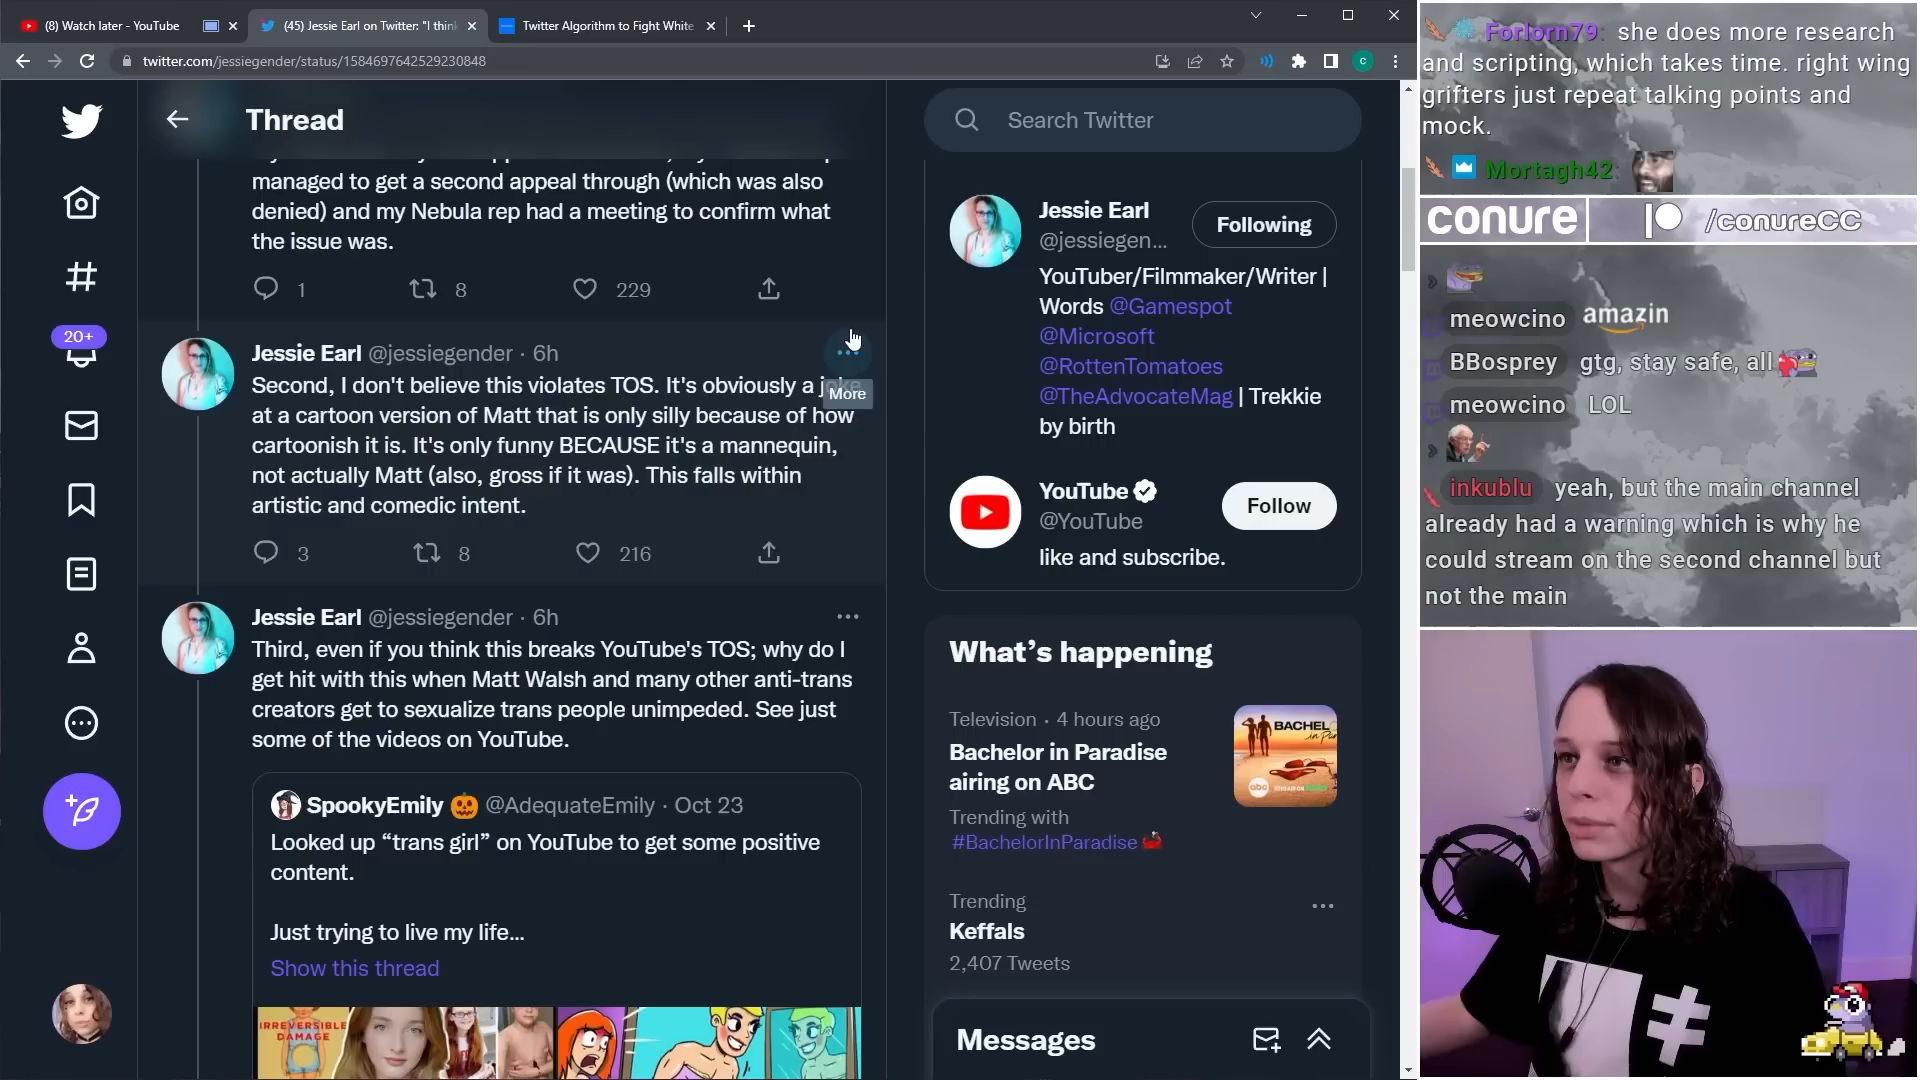 (8) Watch later - YouTube
(45) Jessie Earl on Twitter: "I thin
Twitter Algorithm to Fight White
twitter.com/jessiegender/status/1584697642529230848
Thread
managed to get a second appeal through (which was also
denied) and my Nebula rep had a meeting to confirm what
the issue was.
1
8
229
Jessie Earl @jessiegender · 6h
Second, I don't believe this violates TOS. It's obviously a joke
More
at a cartoon version of Matt that is only silly because of how
cartoonish it is. It's only funny BECAUSE it's a mannequin,
not actually Matt (also, gross if it was). This falls within
artistic and comedic intent.
3
8
216
Jessie Earl @jessiegender · 6h
Third, even if you think this breaks YouTube's TOS; why do I
get hit with this when Matt Walsh and many other anti-trans
creators get to sexualize trans people unimpeded. See just
some of the videos on YouTube.
SpookyEmily 🎃 @AdequateEmily · Oct 23
Looked up “trans girl” on YouTube to get some positive
content.
Just trying to live my life...
Show this thread
IRREVERSIBLE
DAMAGE
20+
Search Twitter
Jessie Earl
@jessiegen...
Following
YouTuber/Filmmaker/Writer |
Words @Gamespot
@Microsoft
@RottenTomatoes
@TheAdvocateMag | Trekkie
by birth
YouTube
@YouTube
Follow
like and subscribe.
What’s happening
Television · 4 hours ago
Bachelor in Paradise
airing on ABC
Trending with
#BachelorInParadise
BACHEL
abc
Trending
Keffals
2,407 Tweets
Messages
Forlorn79: she does more research
and scripting, which takes time. right wing
grifters just repeat talking points and
mock.
Mortagh42:
conure
/conureCC
meowcino amazin
BBosprey gtg, stay safe, all
meowcino LOL
inkublu yeah, but the main channel
already had a warning which is why he
could stream on the second channel but
not the main